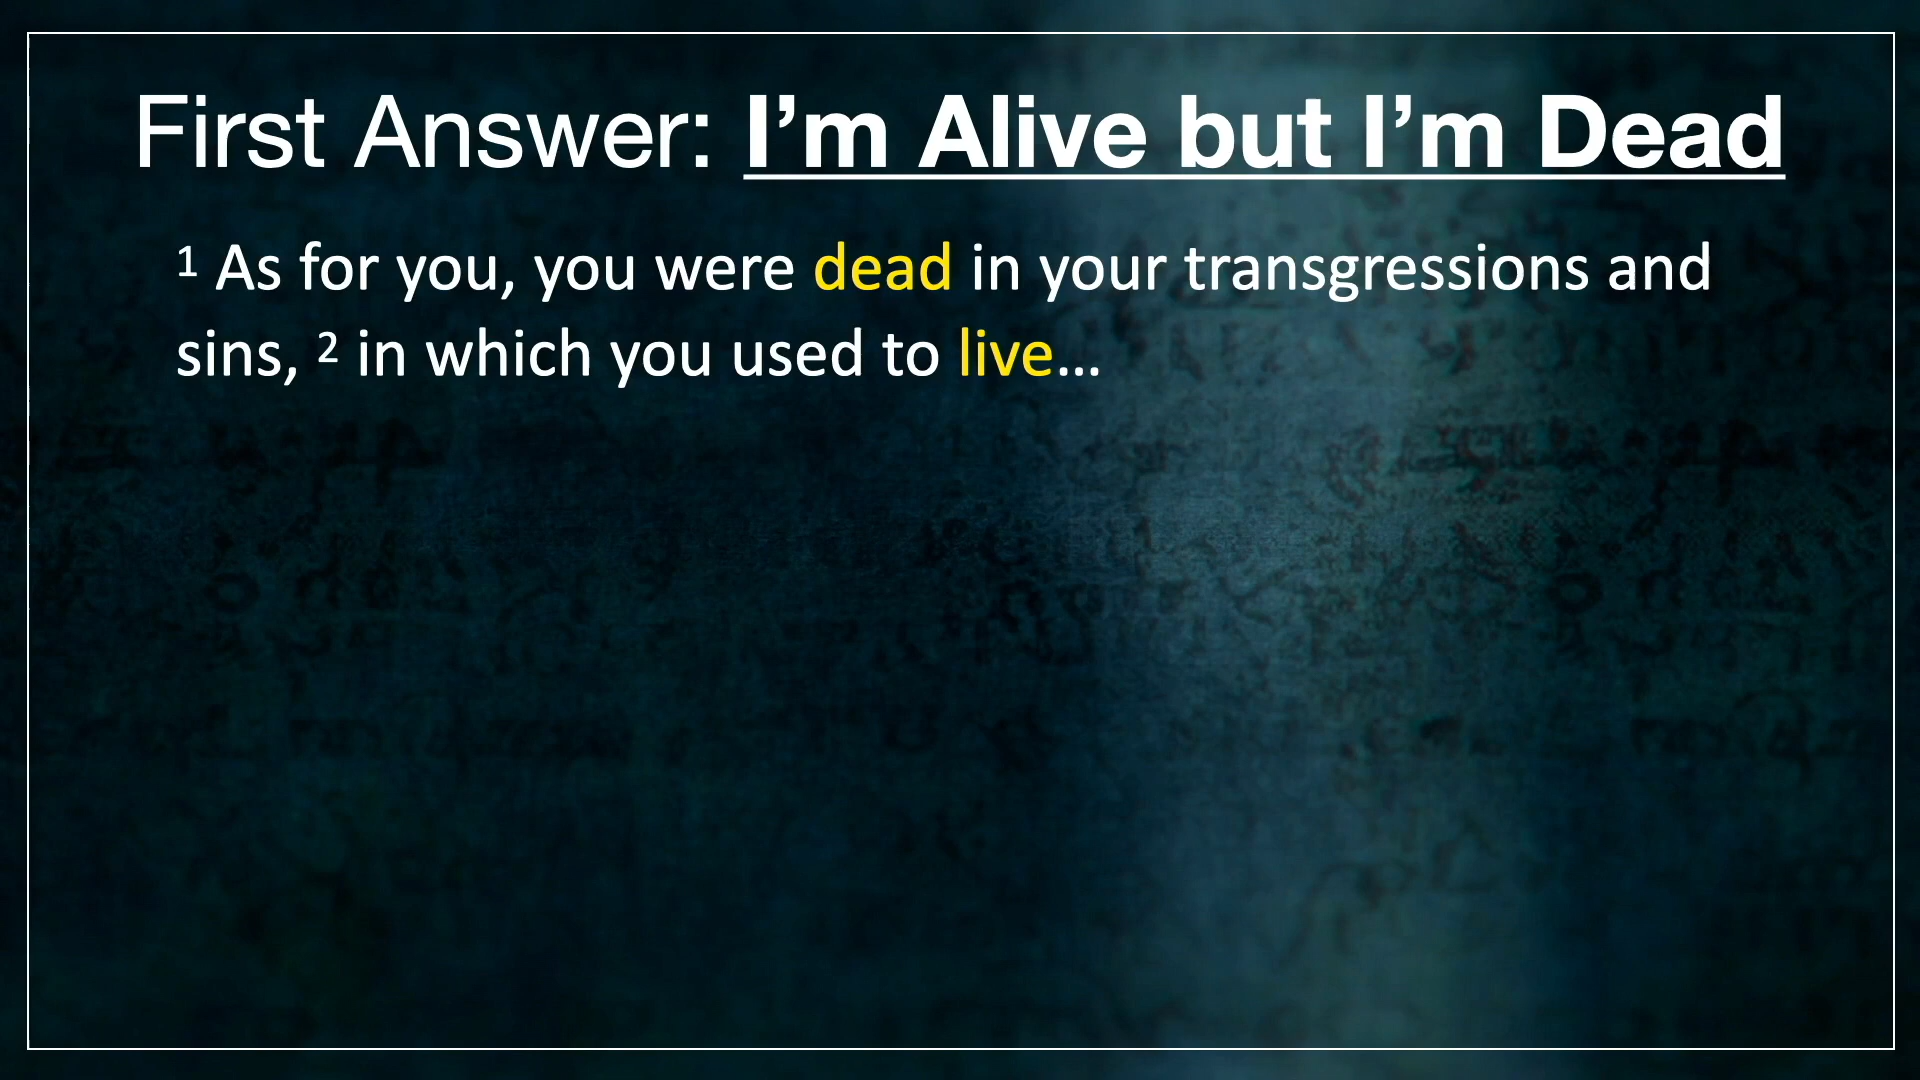 First Answer: I’m Alive but I’m Dead
¹ As for you, you were dead in your transgressions and
sins, ² in which you used to live…